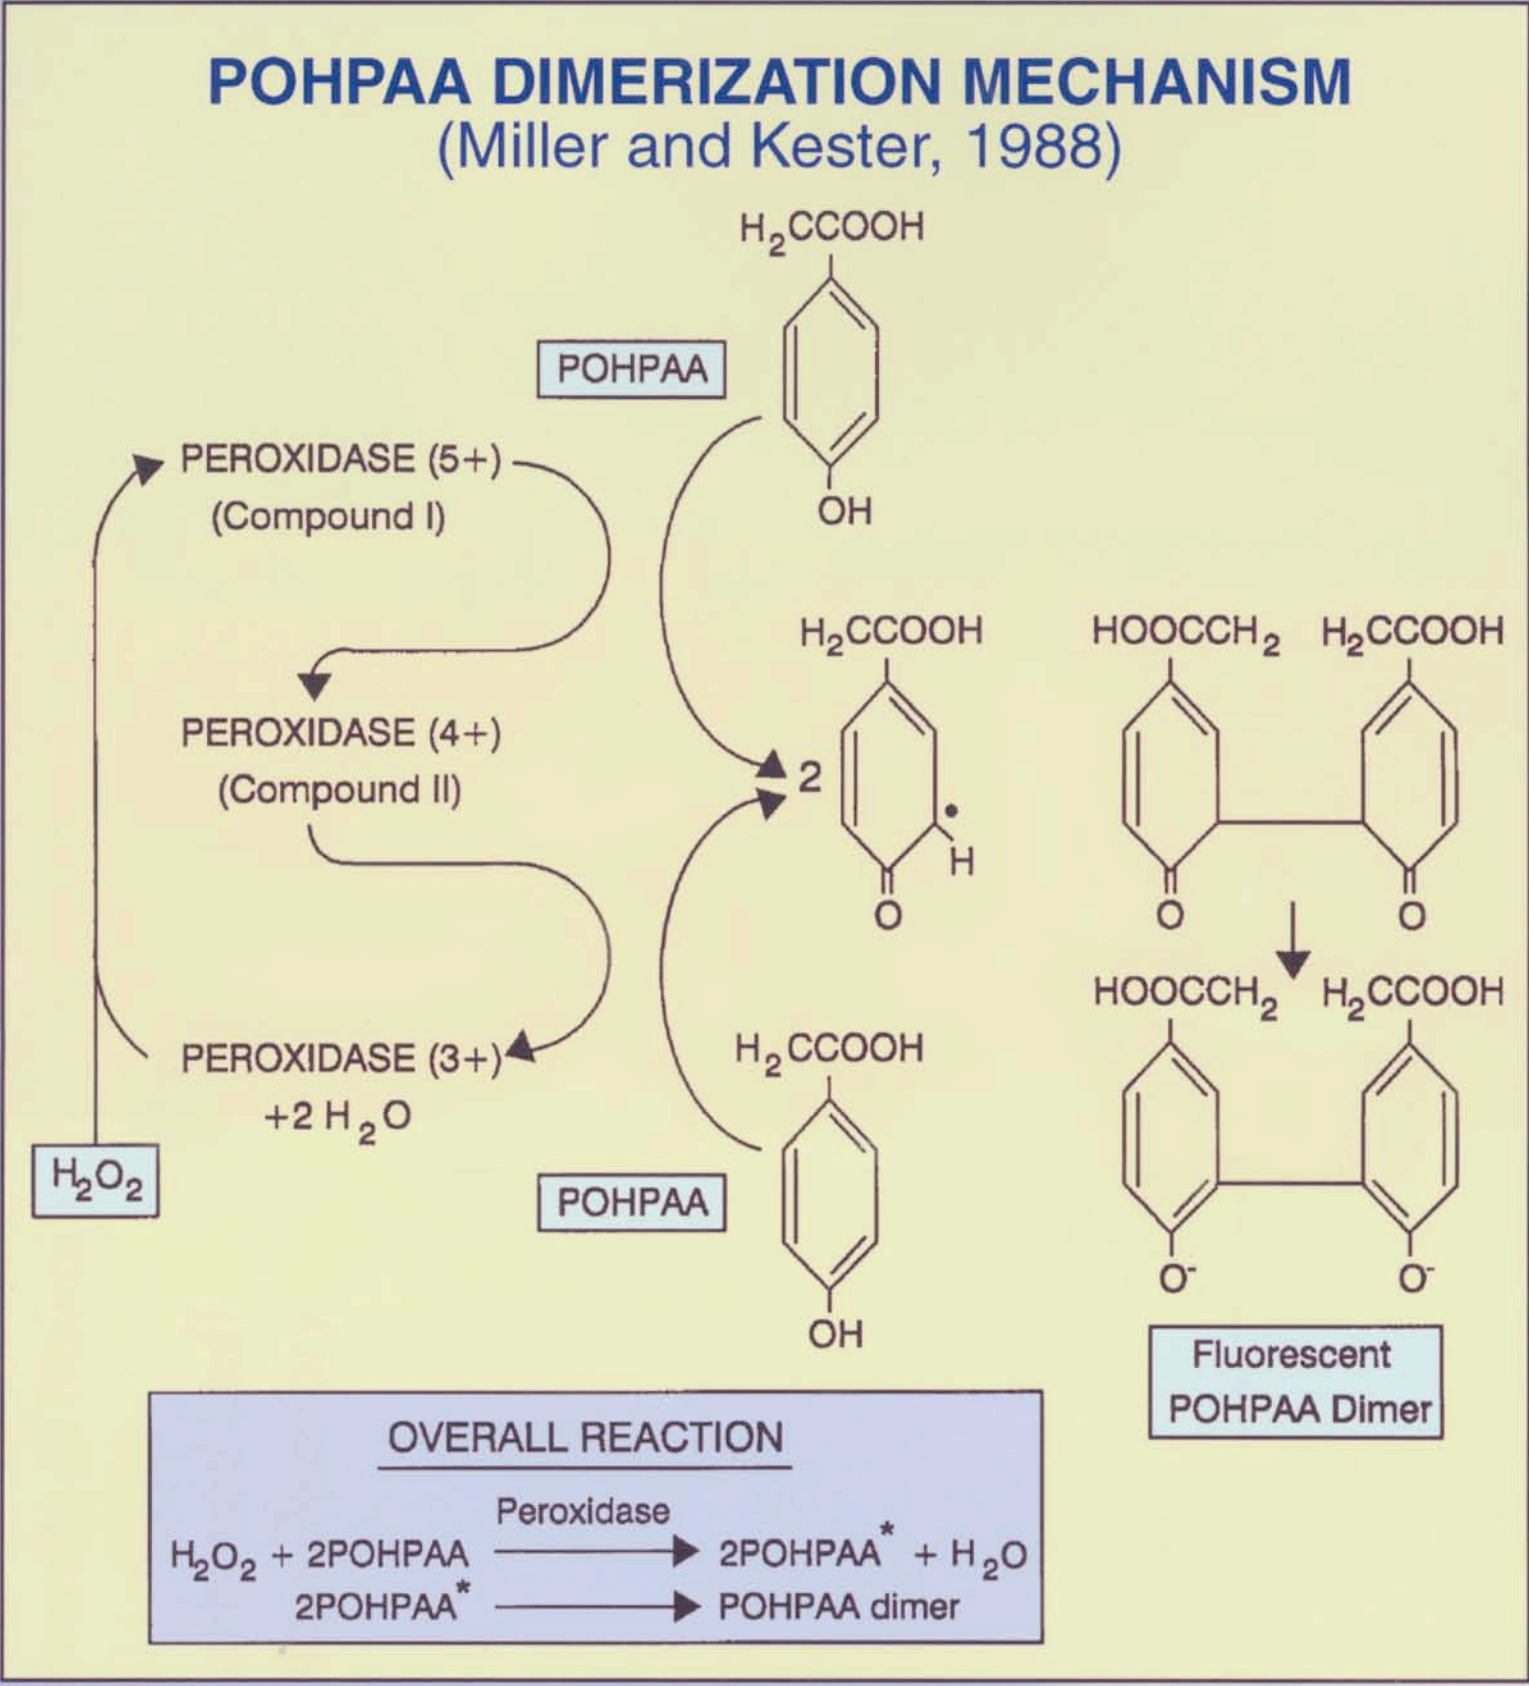 POHPAA DIMERIZATION MECHANISM
(Miller and Kester, 1988)
H₂CCOOH
POHPAA
OH
PEROXIDASE (5+)
(Compound I)
H₂CCOOH
2
•
H
O
HOOCCH₂ H₂CCOOH
O O
PEROXIDASE (4+)
(Compound II)
HOOCCH₂ H₂CCOOH
O⁻ O⁻
PEROXIDASE (3+)
+2 H₂O
H₂O₂
H₂CCOOH
POHPAA
OH
Fluorescent
POHPAA Dimer
OVERALL REACTION
Peroxidase
H₂O₂ + 2POHPAA → 2POHPAA* + H₂O
2POHPAA* → POHPAA dimer